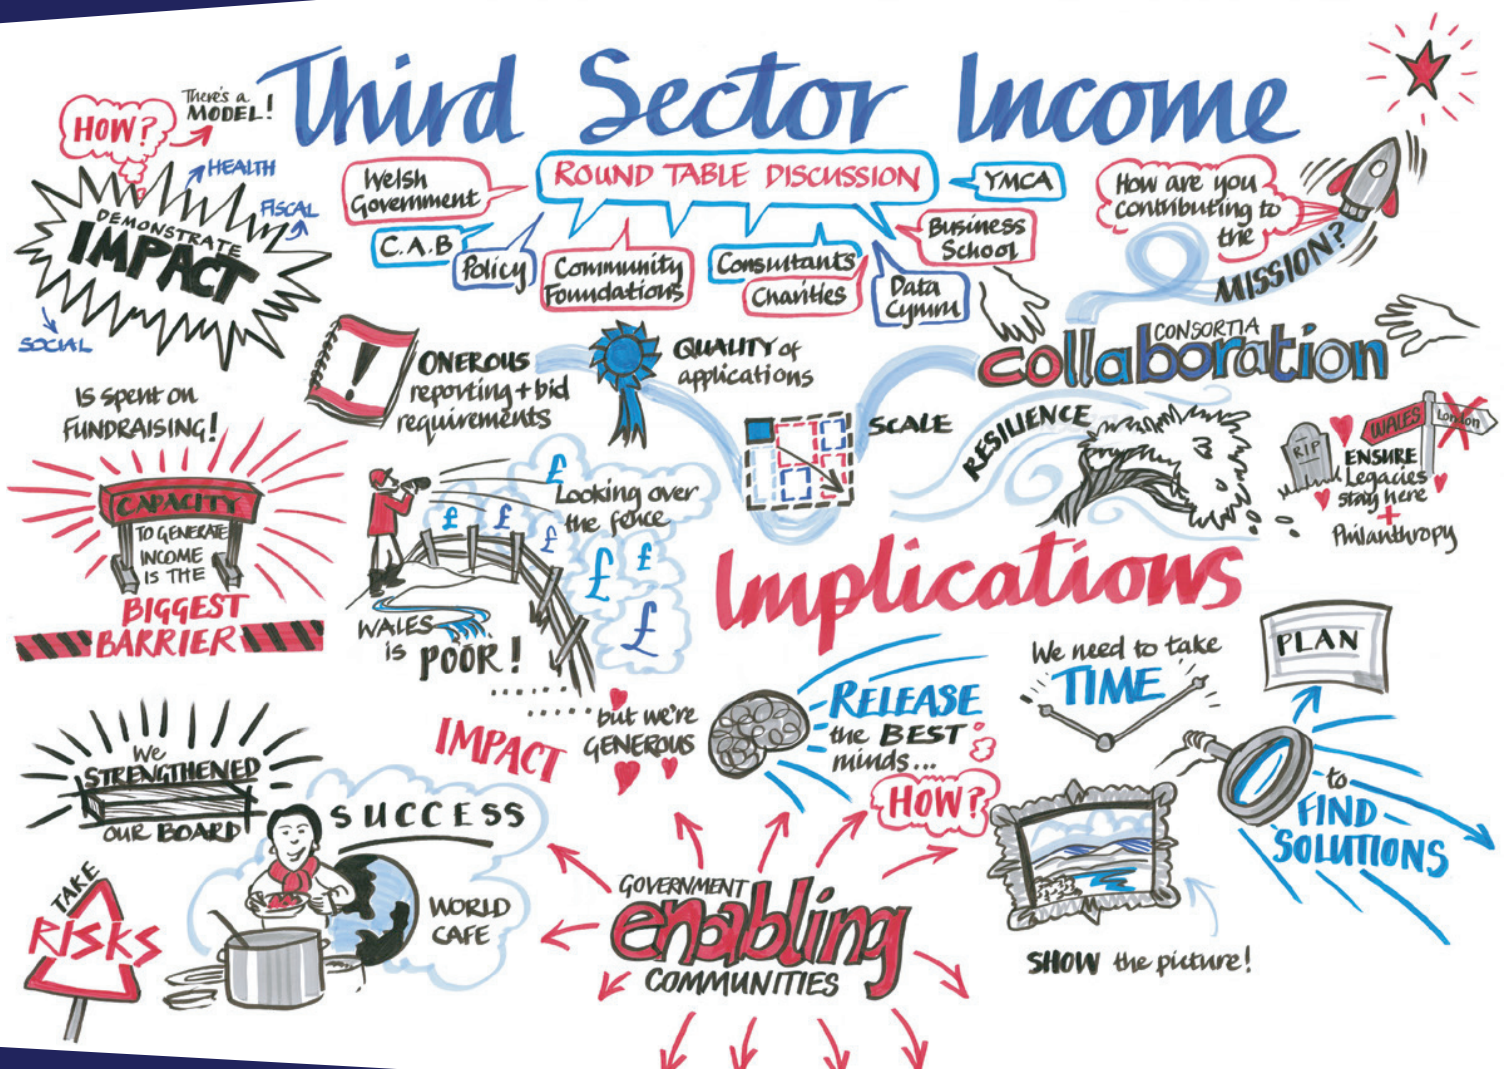 Third Sector Income
HOW?
There's a
MODEL!
HEALTH
FISCAL
DEMONSTRATE
IMPACT
SOCIAL
Welsh
Government
ROUND TABLE DISCUSSION
YMCA
C.A.B
Policy
Community
Foundations
Consultants
Charities
Business
School
Data
Cymru
How are you
contributing to
the
MISSION?
IS spent on
FUNDRAISING!
CAPACITY
TO GENERATE
INCOME
IS THE
BIGGEST
BARRIER
!
ONEROUS
reporting + bid
requirements
QUALITY of
applications
SCALE
CONSORTIA
collaboration
RESILIENCE
RIP
WALES
London
ENSURE
Legacies
stay here
+
Philanthropy
£
Looking over
the fence
£ £
£
£ £
£
WALES
is POOR!
but we're
GENEROUS
IMPACT
Implications
RELEASE
the BEST
minds...
HOW?
We need to take
TIME
PLAN
to
FIND
SOLUTIONS
SHOW the picture!
We
STRENGTHENED
OUR BOARD
SUCCESS
WORLD
CAFE
TAKE
RISKS
GOVERNMENT
enabling
COMMUNITIES